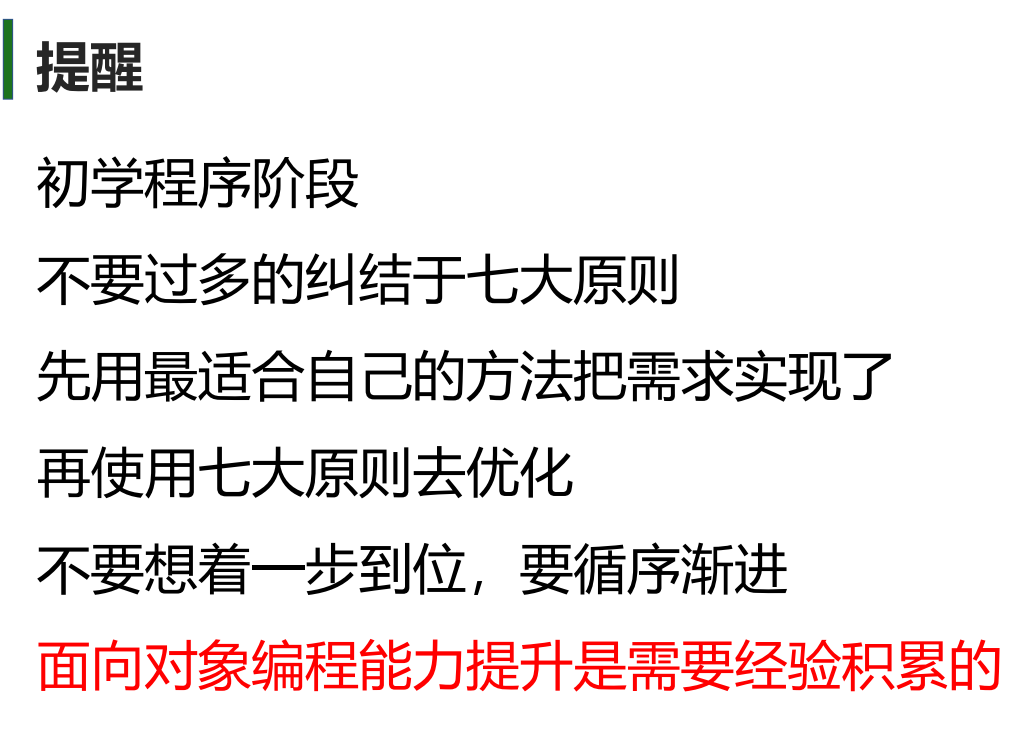 提醒
初学程序阶段
不要过多的纠结于七大原则
先用最适合自己的方法把需求实现了
再使用七大原则去优化
不要想着一步到位，要循序渐进
面向对象编程能力提升是需要经验积累的